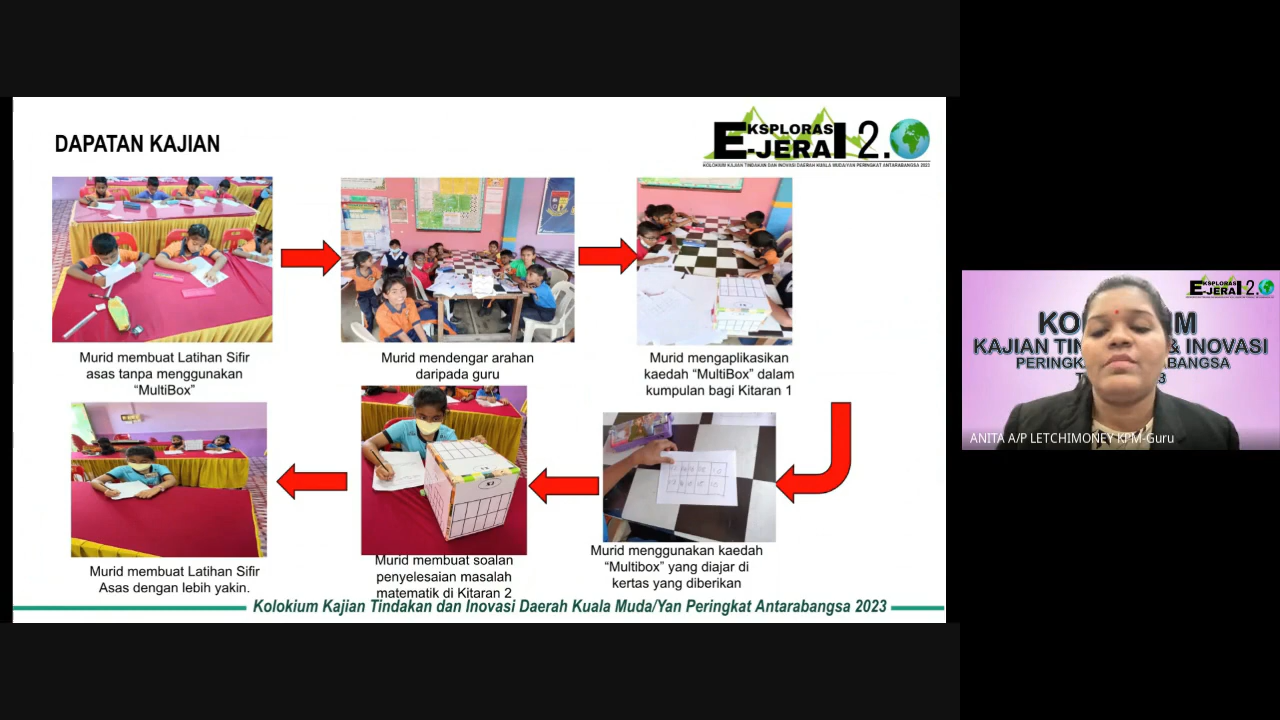 DAPATAN KAJIAN
EKSPLORASI
E-JERAI 2.0
KOLOKIUM KAJIAN TINDAKAN DAN INOVASI DAERAH KUALA MUDA/YAN PERINGKAT ANTARABANGSA 2023
Murid membuat Latihan Sifir
asas tanpa menggunakan
“MultiBox”
Murid mendengar arahan
daripada guru
Murid mengaplikasikan
kaedah “MultiBox” dalam
kumpulan bagi Kitaran 1
Murid membuat Latihan Sifir
Asas dengan lebih yakin.
Murid membuat soalan
penyelesaian masalah
matematik di Kitaran 2
Murid menggunakan kaedah
“Multibox” yang diajar di
kertas yang diberikan
Kolokium Kajian Tindakan dan Inovasi Daerah Kuala Muda/Yan Peringkat Antarabangsa 2023
EKSPLORASI
E-JERAI 2.0
KO M
KAJIAN TIN & INOVASI
PERINGK ABANGSA
T 3
ANITA A/P LETCHIMONEY KPM-Guru